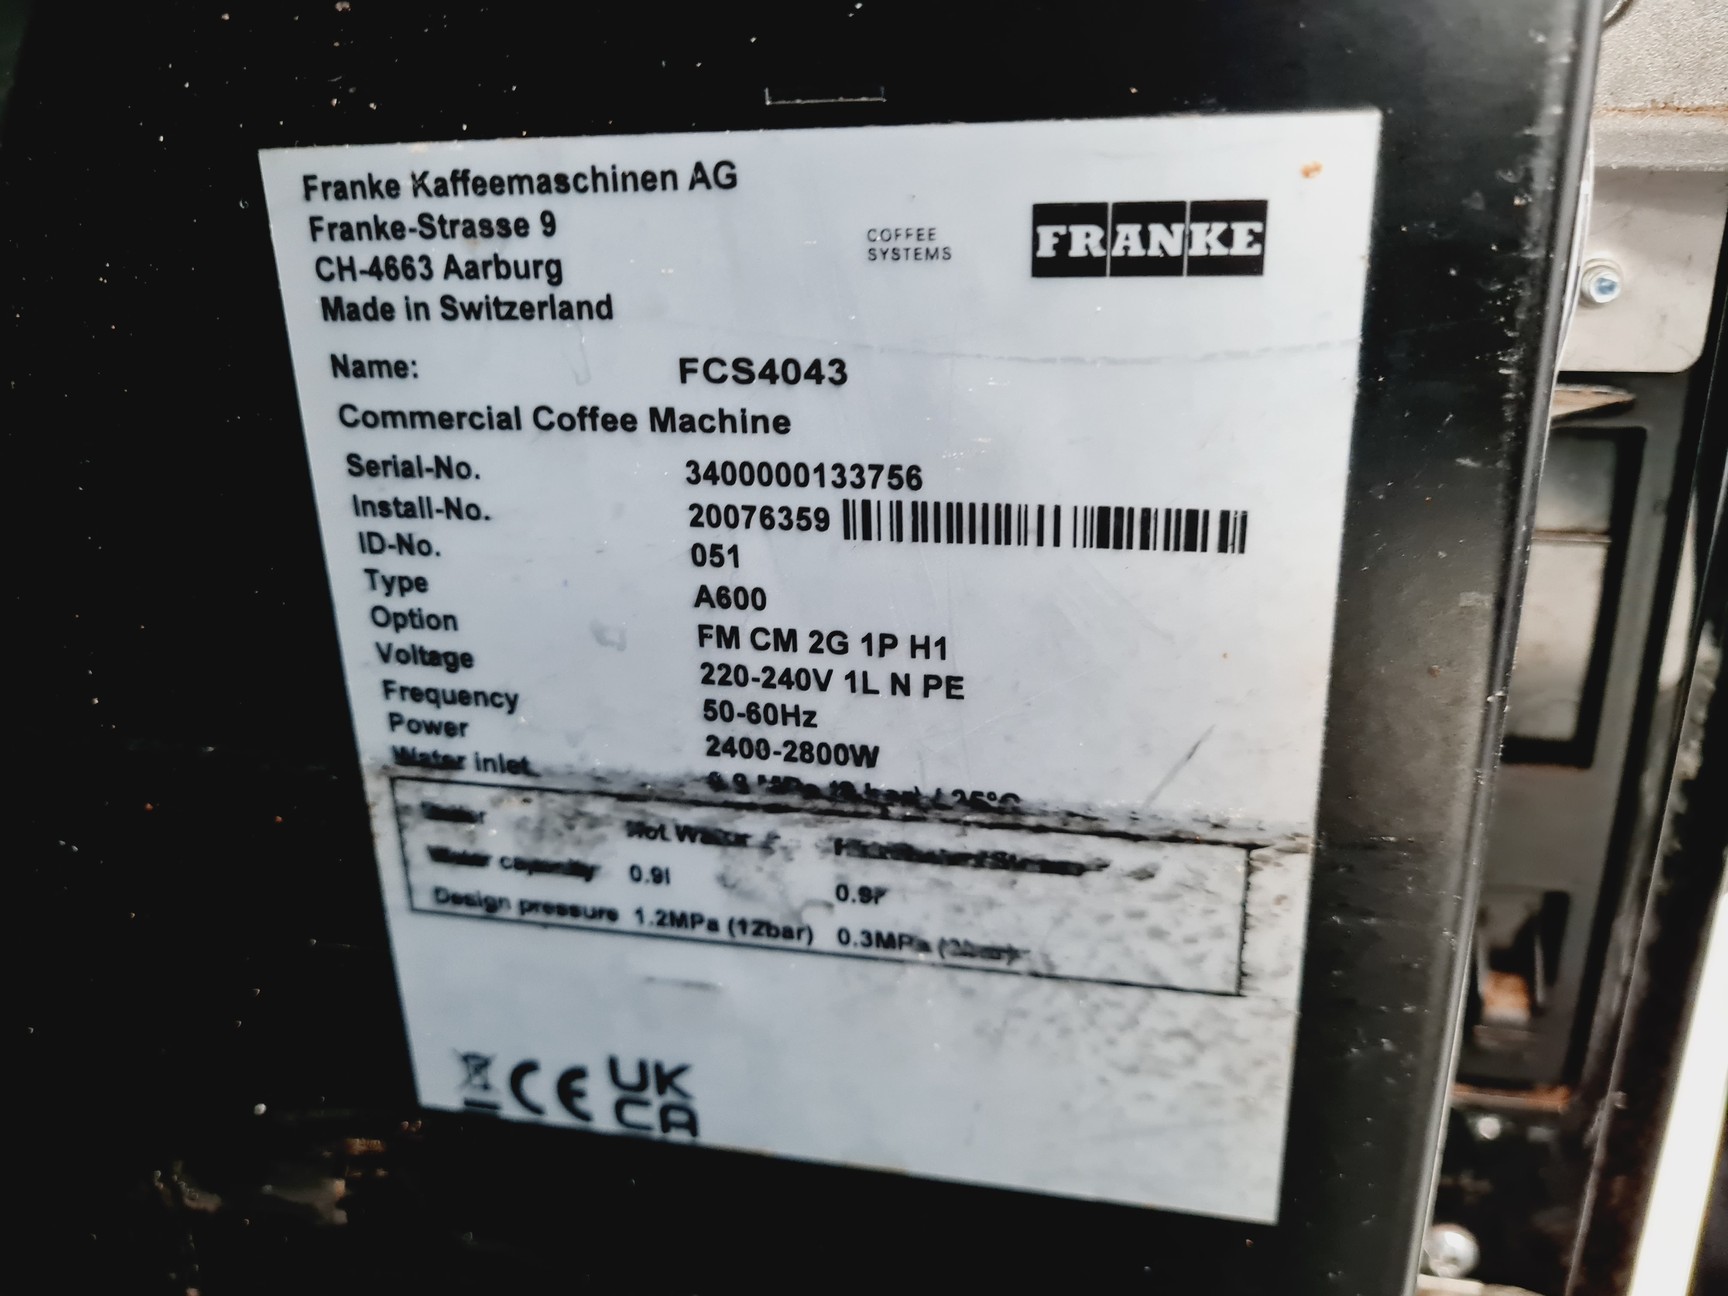 Franke Kaffeemaschinen AG
Franke-Strasse 9
CH-4663 Aarburg
Made in Switzerland
COFFEE
SYSTEMS
FRANKE
Name: FCS4043
Commercial Coffee Machine
Serial-No. 3400000133756
Install-No. 20076359
ID-No. 051
Type A600
Option FM CM 2G 1P H1
Voltage 220-240V 1L N PE
Frequency 50-60Hz
Power 2400-2800W
Water inlet
Hot Water
Water capacity 0.9l
Design pressure 1.2MPa (12bar) 0.3MPa
CE
UK
CA